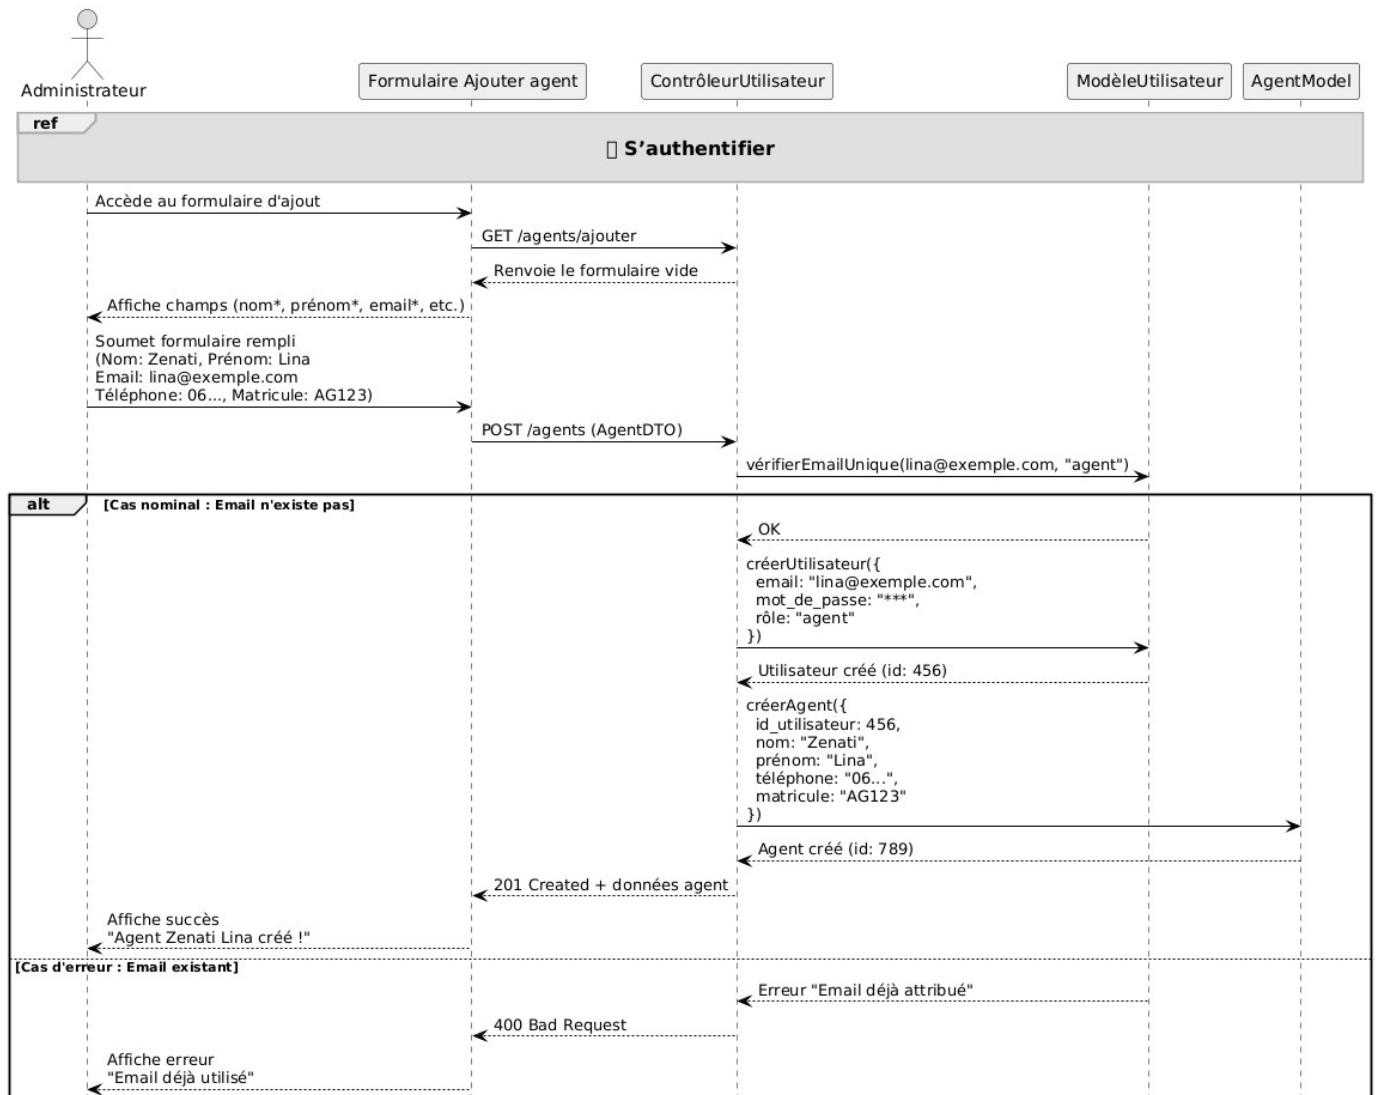 Administrateur
Formulaire Ajouter agent
ContrôleurUtilisateur
ModèleUtilisateur
AgentModel
ref
S’authentifier
Accède au formulaire d'ajout
GET /agents/ajouter
Renvoie le formulaire vide
Affiche champs (nom*, prénom*, email*, etc.)
Soumet formulaire rempli
(Nom: Zenati, Prénom: Lina
Email: lina@exemple.com
Téléphone: 06..., Matricule: AG123)
POST /agents (AgentDTO)
vérifierEmailUnique(lina@exemple.com, "agent")
alt
[Cas nominal : Email n'existe pas]
OK
créerUtilisateur({
email: "lina@exemple.com",
mot_de_passe: "***",
rôle: "agent"
})
Utilisateur créé (id: 456)
créerAgent({
id_utilisateur: 456,
nom: "Zenati",
prénom: "Lina",
téléphone: "06...",
matricule: "AG123"
})
Agent créé (id: 789)
201 Created + données agent
Affiche succès
"Agent Zenati Lina créé !"
[Cas d'erreur : Email existant]
Erreur "Email déjà attribué"
400 Bad Request
Affiche erreur
"Email déjà utilisé"